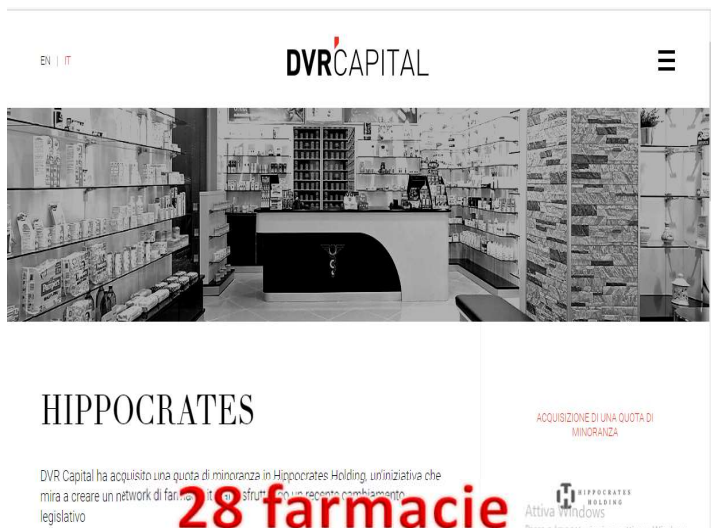 EN | IT
DVR'CAPITAL
HIPPOCRATES
ACQUISIZIONE DI UNA QUOTA DI
MINORANZA
DVR Capital ha acquisito una quota di minoranza in Hippocrates Holding, un'iniziativa che
mira a creare un network di
legislativo
recente cambiamento
28 farmacie
HIPPOCRATES
HOLDING
Attiva Windows